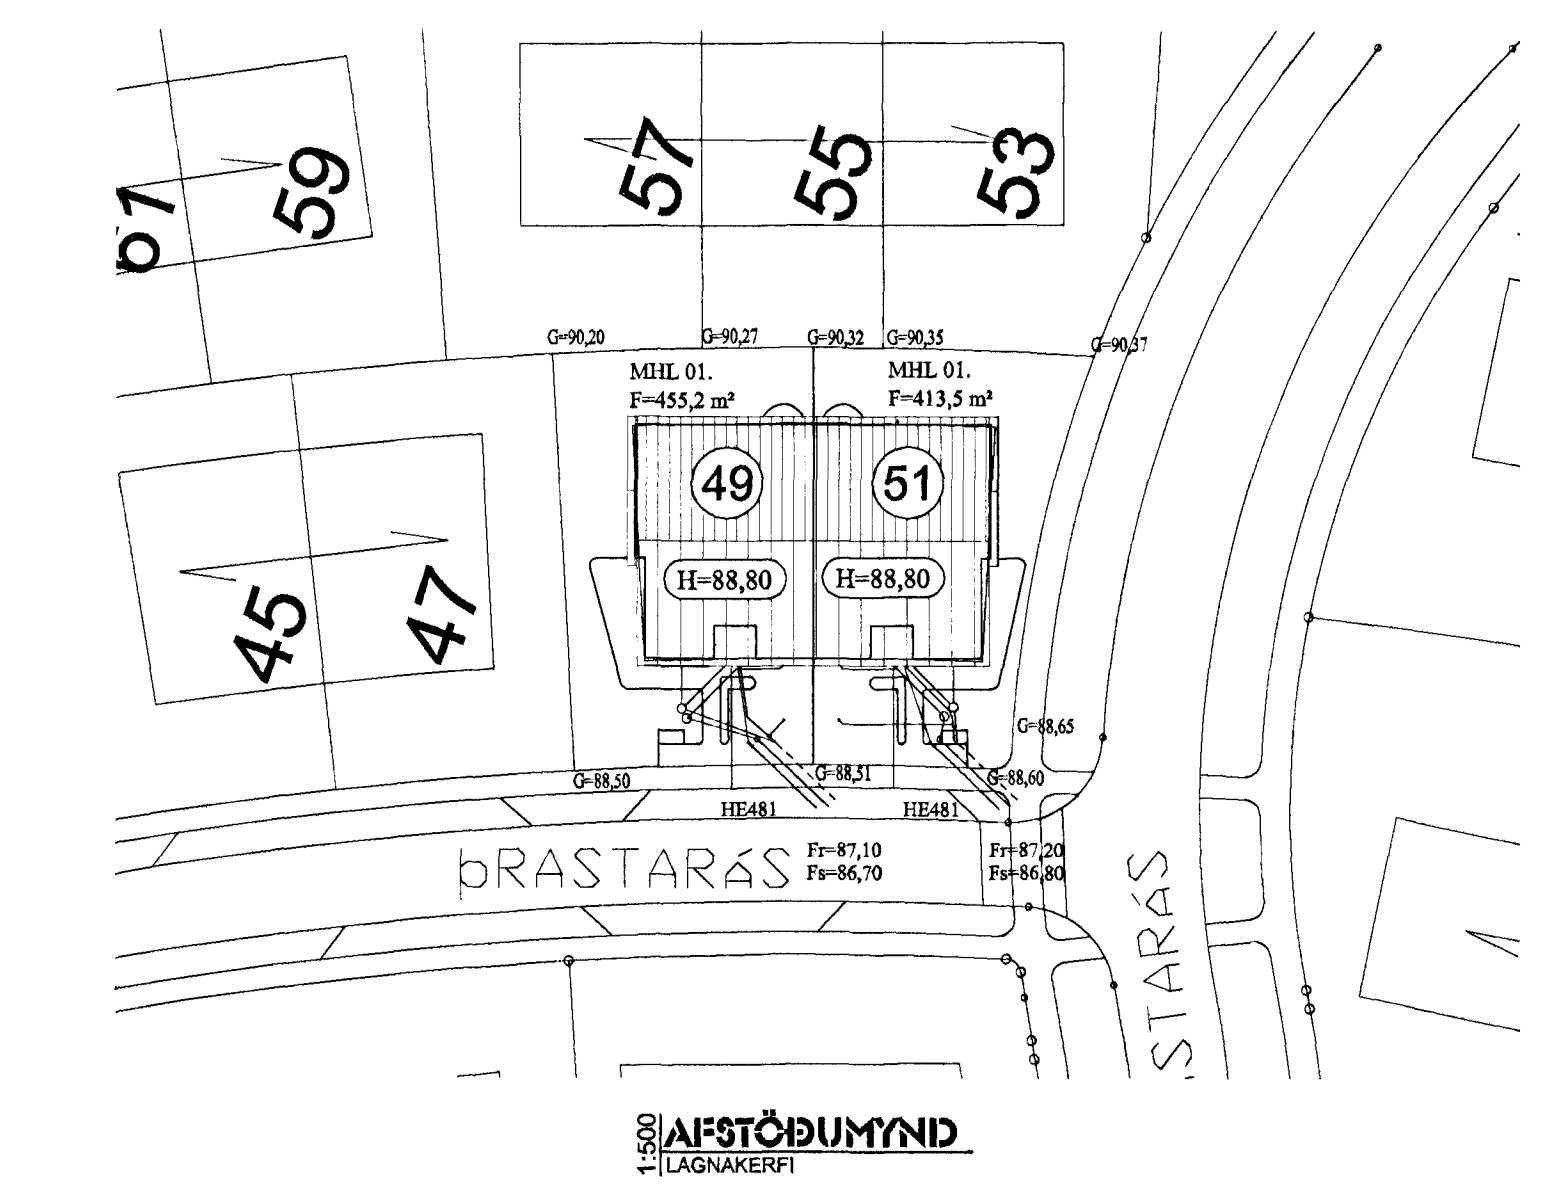 61
59
57
55
53
G=90,20
G=90,27
G=90,32
G=90,35
G=90,37
MHL 01.
F=455,2 m²
MHL 01.
F=413,5 m²
49
51
H=88,80
H=88,80
45
47
G=88,65
G=88,50
G=88,51
G=88,60
HE481
HE481
ÞRASTARÁS
Fr=87,10
Fs=86,70
Fr=87,20
Fs=86,80
STARÁS
1:500
AFSTÖÐUMYND
LAGNAKERFI